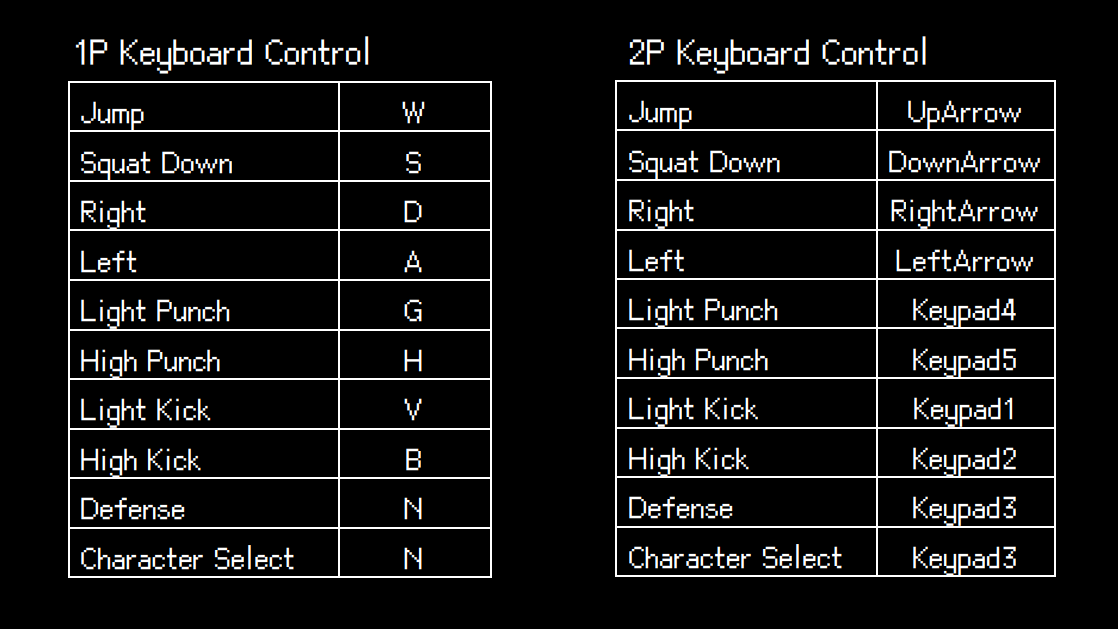 1P Keyboard Control
Jump W
Squat Down S
Right D
Left A
Light Punch G
High Punch H
Light Kick V
High Kick B
Defense N
Character Select N
2P Keyboard Control
Jump UpArrow
Squat Down DownArrow
Right RightArrow
Left LeftArrow
Light Punch Keypad4
High Punch Keypad5
Light Kick Keypad1
High Kick Keypad2
Defense Keypad3
Character Select Keypad3